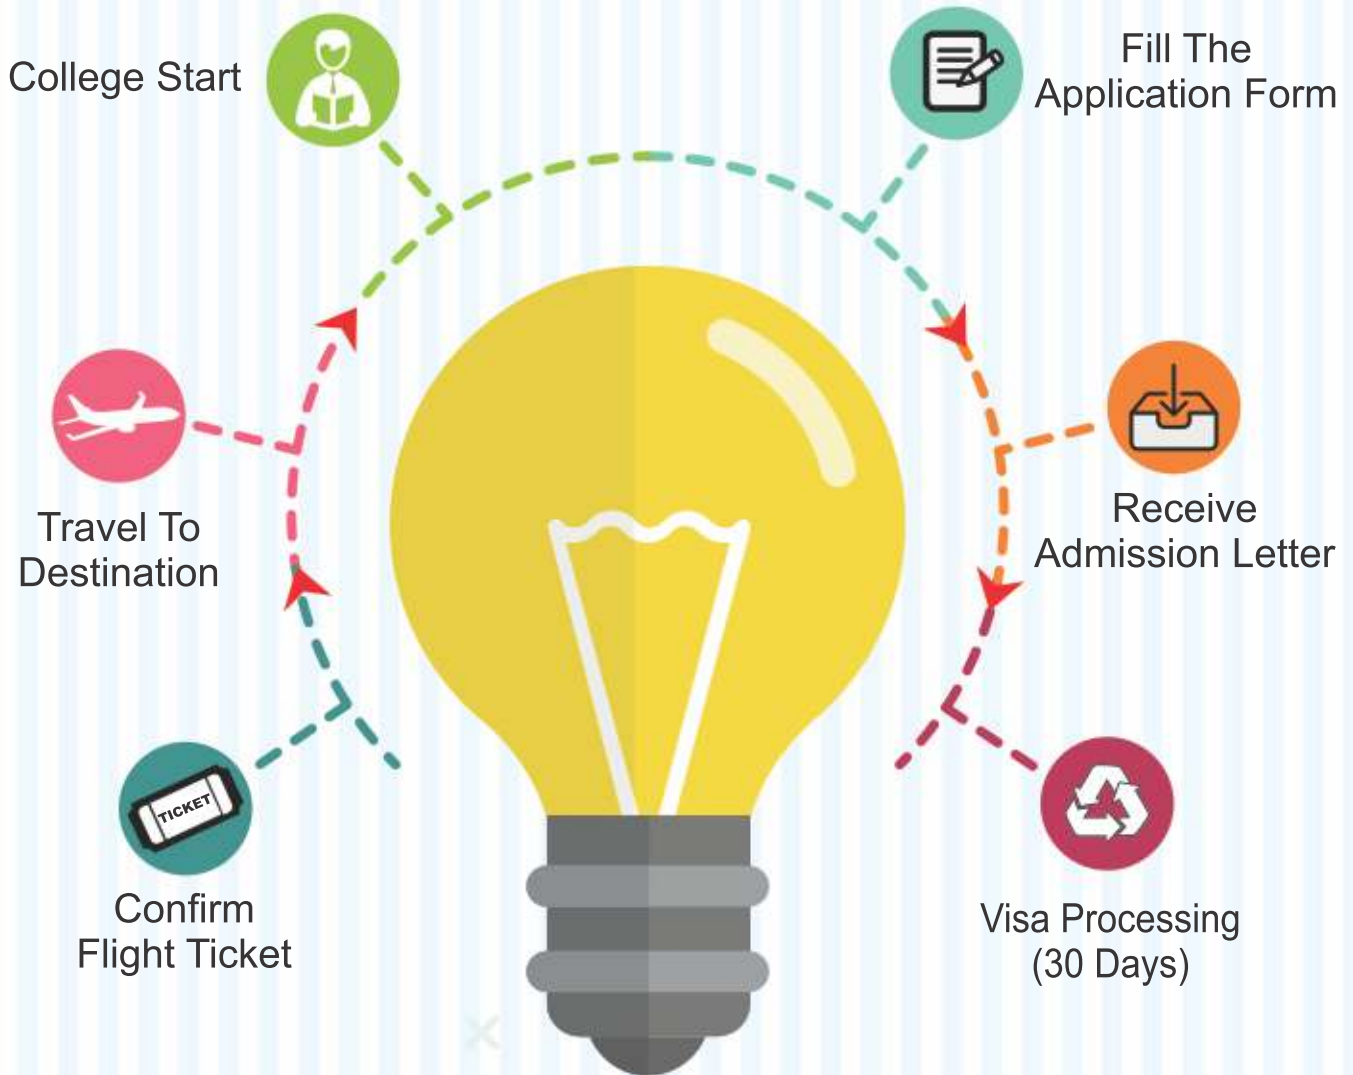 Fill The
Application Form
Receive
Admission Letter
Visa Processing
(30 Days)
Confirm
Flight Ticket
TICKET
Travel To
Destination
College Start